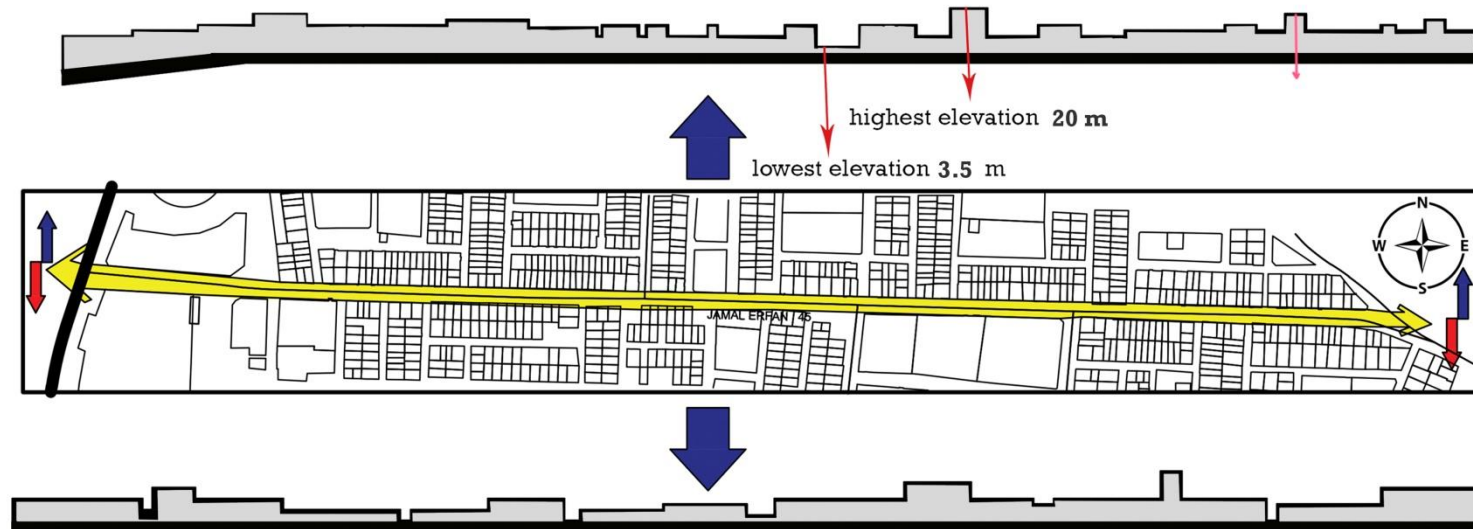 highest elevation 20 m
lowest elevation 3.5 m
N
W E
S
JAMAL ERFAN / 45